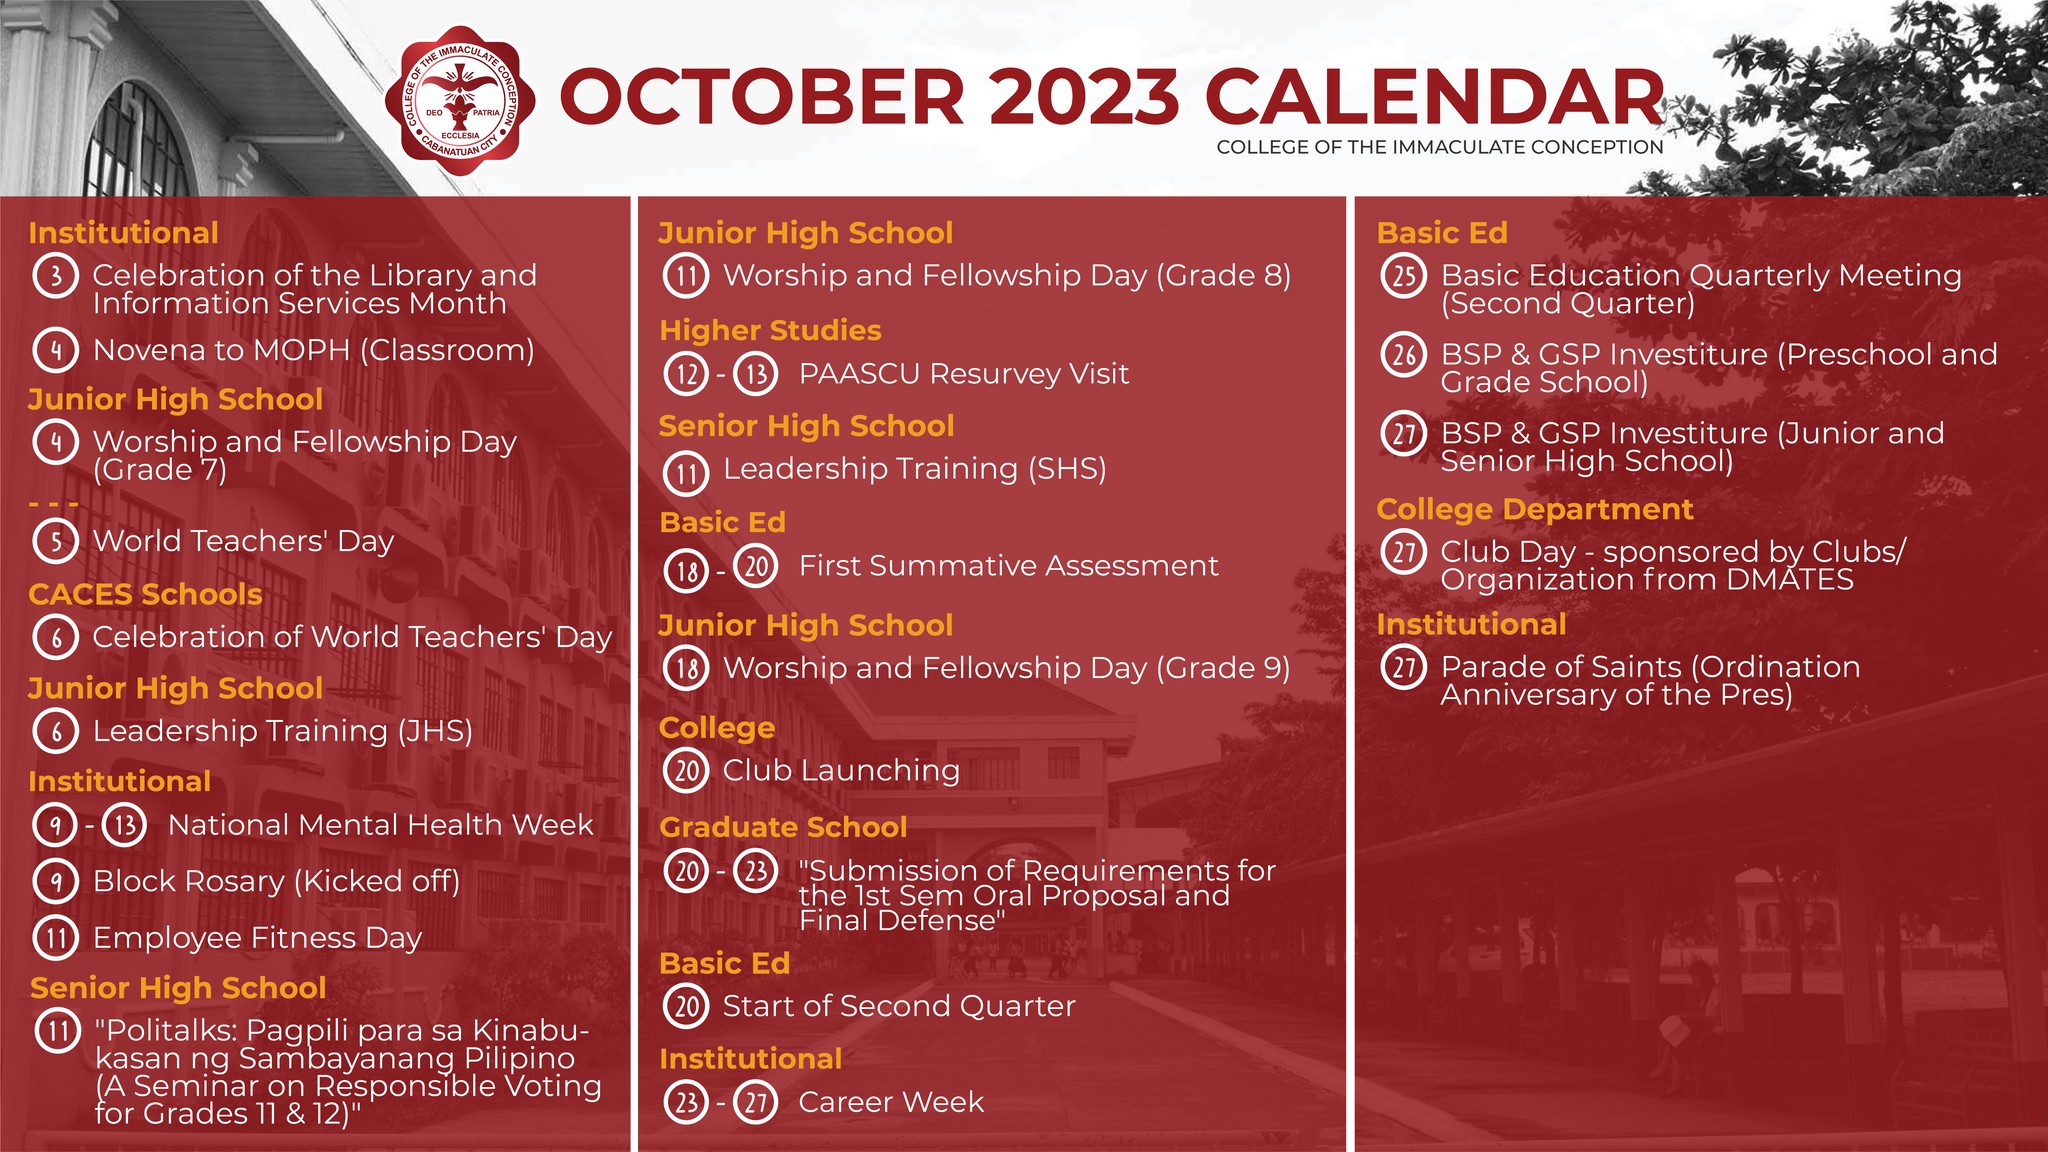 COLLEGE OF THE IMMACULATE CONCEPTION
DEO PATRIA
ECCLESIA
CABANATUAN CITY
OCTOBER 2023 CALENDAR
COLLEGE OF THE IMMACULATE CONCEPTION
Institutional
3 Celebration of the Library and
Information Services Month
4 Novena to MOPH (Classroom)
Junior High School
4 Worship and Fellowship Day
(Grade 7)
- - -
5 World Teachers' Day
CACES Schools
6 Celebration of World Teachers' Day
Junior High School
6 Leadership Training (JHS)
Institutional
9 - 13 National Mental Health Week
9 Block Rosary (Kicked off)
11 Employee Fitness Day
Senior High School
11 "Politalks: Pagpili para sa Kinabu-
kasan ng Sambayanang Pilipino
(A Seminar on Responsible Voting
for Grades 11 & 12)"
Junior High School
11 Worship and Fellowship Day (Grade 8)
Higher Studies
12 - 13 PAASCU Resurvey Visit
Senior High School
11 Leadership Training (SHS)
Basic Ed
18 - 20 First Summative Assessment
Junior High School
18 Worship and Fellowship Day (Grade 9)
College
20 Club Launching
Graduate School
20 - 23 "Submission of Requirements for
the 1st Sem Oral Proposal and
Final Defense"
Basic Ed
20 Start of Second Quarter
Institutional
23 - 27 Career Week
Basic Ed
25 Basic Education Quarterly Meeting
(Second Quarter)
26 BSP & GSP Investiture (Preschool and
Grade School)
27 BSP & GSP Investiture (Junior and
Senior High School)
College Department
27 Club Day - sponsored by Clubs/
Organization from DMATES
Institutional
27 Parade of Saints (Ordination
Anniversary of the Pres)